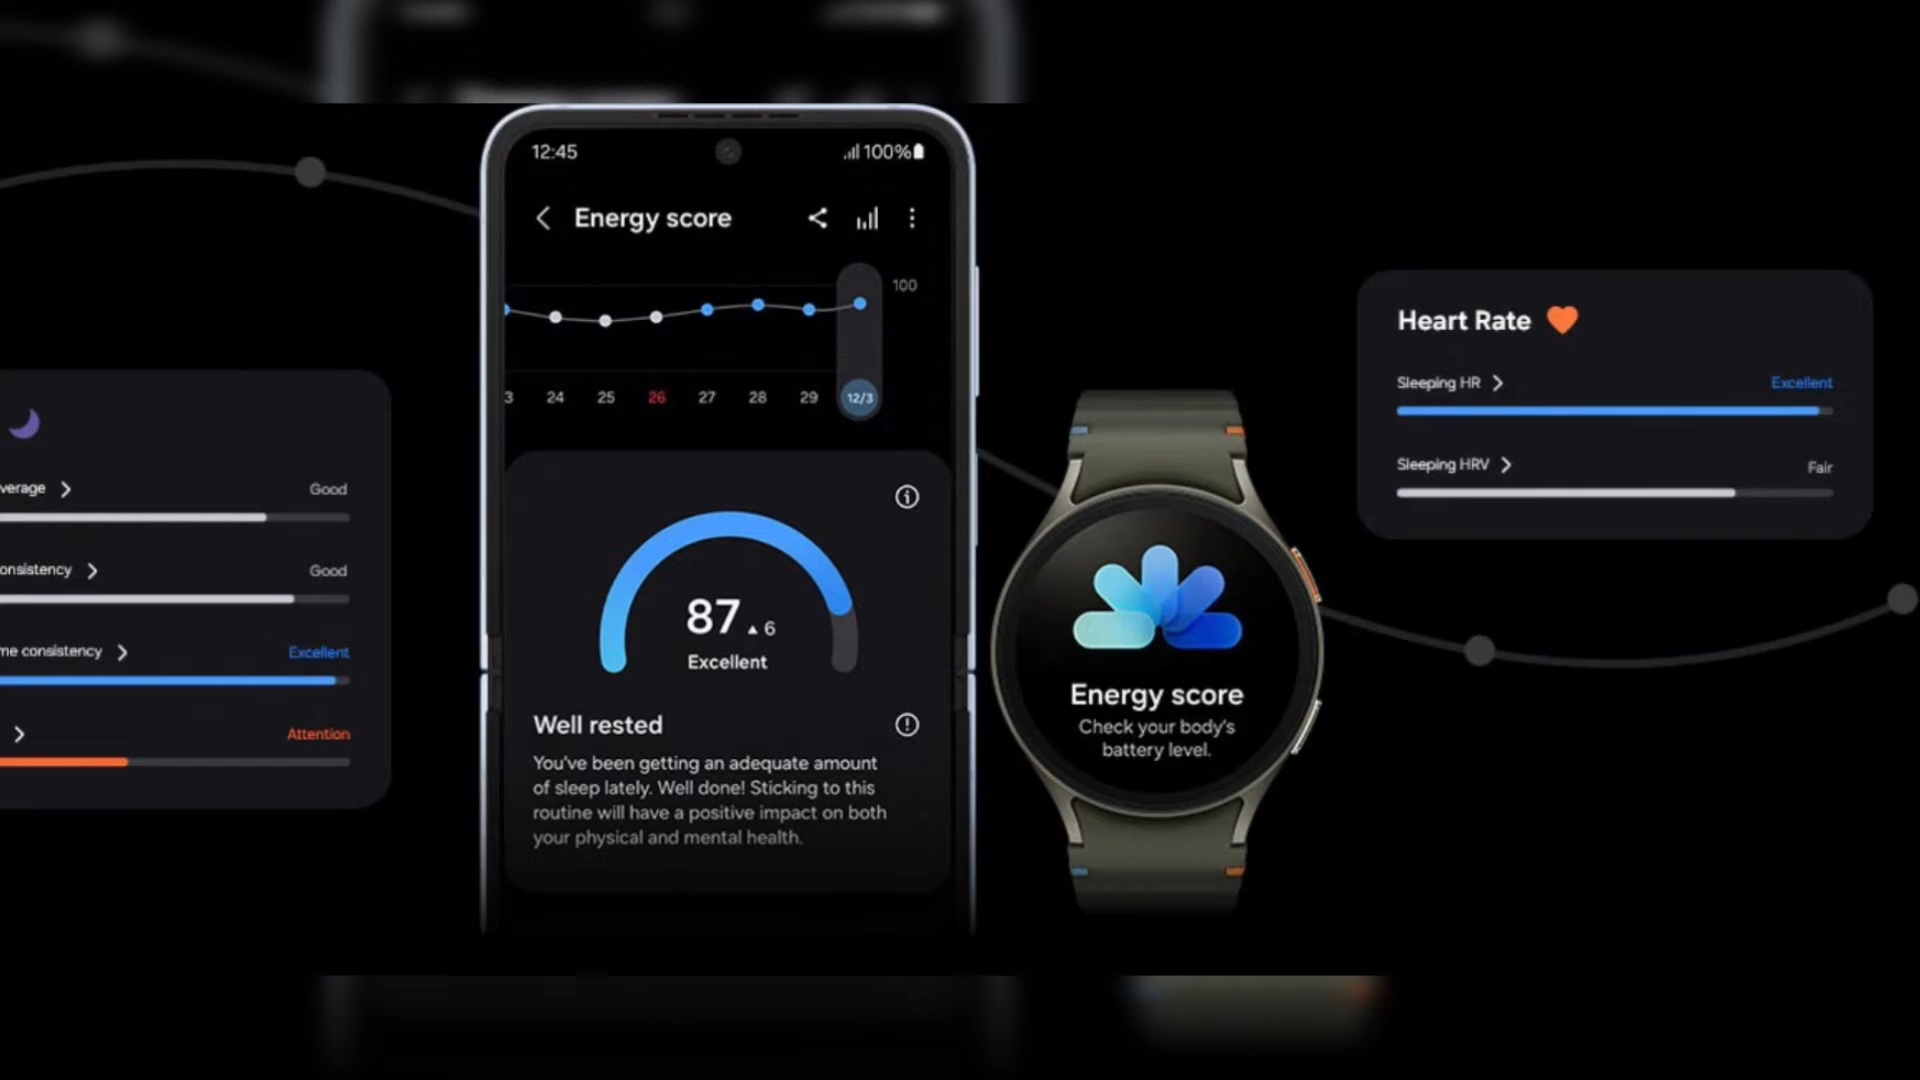 12:45
100%
Energy score
100
3 24 25 26 27 28 29 12/3
87 ▲ 6
Excellent
Well rested
You've been getting an adequate amount
of sleep lately. Well done! Sticking to this
routine will have a positive impact on both
your physical and mental health.
verage > Good
onsistency > Good
me consistency > Excellent
> Attention
Energy score
Check your body's
battery level.
Heart Rate
Sleeping HR > Excellent
Sleeping HRV > Fair